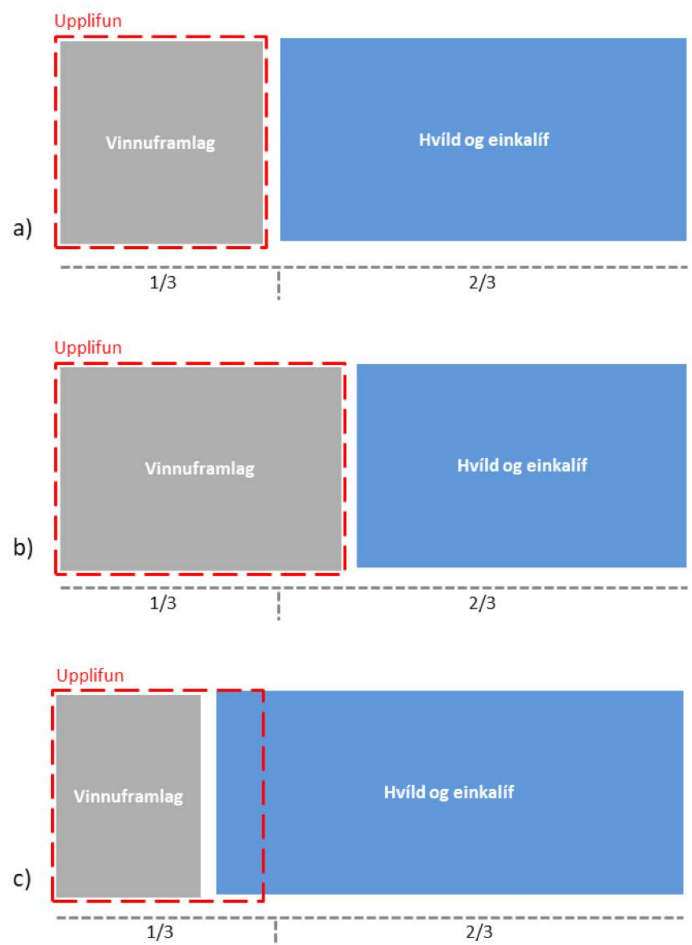 Upplifun
Vinnuframlag
Hvíld og einkalíf
a)
1/3
2/3
Upplifun
Vinnuframlag
Hvíld og einkalíf
b)
1/3
2/3
Upplifun
Vinnuframlag
Hvíld og einkalíf
c)
1/3
2/3